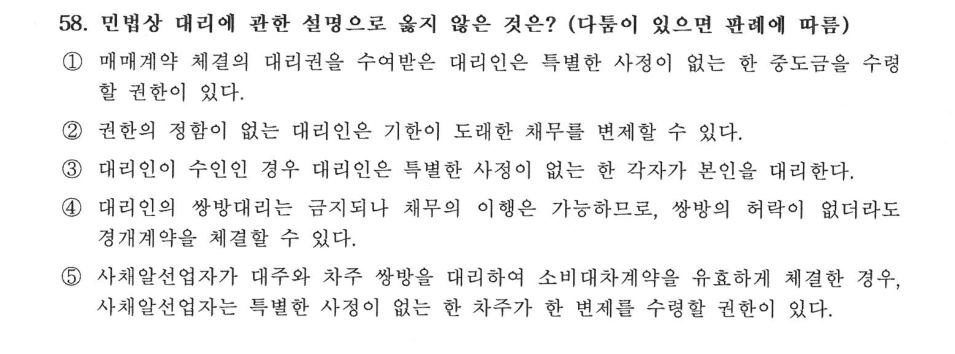 58. 민법상 대리에 관한 설명으로 옳지 않은 것은? (다툼이 있으면 판례에 따름)
① 매매계약 체결의 대리권을 수여받은 대리인은 특별한 사정이 없는 한 중도금을 수령
할 권한이 있다.
② 권한의 정함이 없는 대리인은 기한이 도래한 채무를 변제할 수 있다.
③ 대리인이 수인인 경우 대리인은 특별한 사정이 없는 한 각자가 본인을 대리한다.
④ 대리인의 쌍방대리는 금지되나 채무의 이행은 가능하므로, 쌍방의 허락이 없더라도
경개계약을 체결할 수 있다.
⑤ 사채알선업자가 대주와 차주 쌍방을 대리하여 소비대차계약을 유효하게 체결한 경우,
사채알선업자는 특별한 사정이 없는 한 차주가 한 변제를 수령할 권한이 있다.